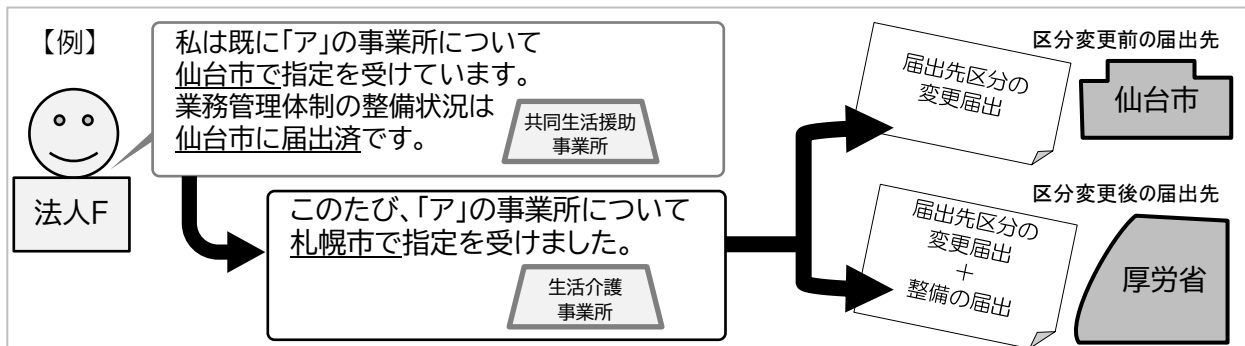 【例】
法人F
私は既に「ア」の事業所について
仙台市で指定を受けています。
業務管理体制の整備状況は
仙台市に届出済です。
共同生活援助
事業所
このたび、「ア」の事業所について
札幌市で指定を受けました。
生活介護
事業所
区分変更前の届出先
届出先区分の
変更届出
仙台市
区分変更後の届出先
届出先区分の
変更届出
+
整備の届出
厚労省